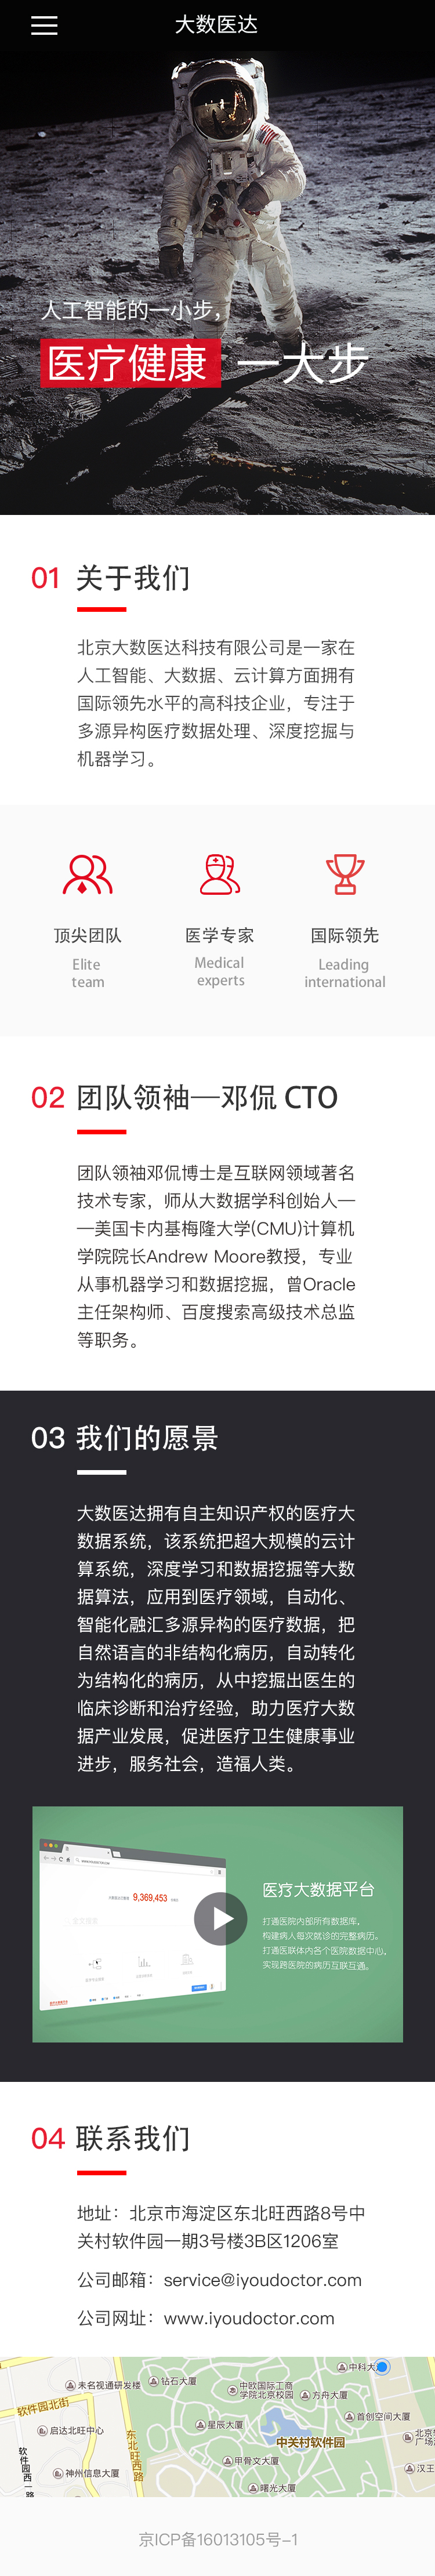 大数医达
人工智能的一小步,
医疗健康 一大步
01 关于我们
北京大数医达科技有限公司是一家在
人工智能、大数据、云计算方面拥有
国际领先水平的高科技企业，专注于
多源异构医疗数据处理、深度挖掘与
机器学习。
顶尖团队
Elite
team
医学专家
Medical
experts
国际领先
Leading
international
02 团队领袖—邓侃 CTO
团队领袖邓侃博士是互联网领域著名
技术专家，师从大数据学科创始人—
—美国卡内基梅隆大学(CMU)计算机
学院院长Andrew Moore教授，专业
从事机器学习和数据挖掘，曾Oracle
主任架构师、百度搜索高级技术总监
等职务。
03 我们的愿景
大数医达拥有自主知识产权的医疗大
数据系统，该系统把超大规模的云计
算系统，深度学习和数据挖掘等大数
据算法，应用到医疗领域，自动化、
智能化融汇多源异构的医疗数据，把
自然语言的非结构化病历，自动转化
为结构化的病历，从中挖掘出医生的
临床诊断和治疗经验，助力医疗大数
据产业发展，促进医疗卫生健康事业
进步，服务社会，造福人类。
9,369,453
医疗大数据平台
打通医院内部所有数据库，
构建病人每次就诊的完整病历。
打通医联体内各个医院数据中心，
实现跨医院的病历互联互通。
04 联系我们
地址：北京市海淀区东北旺西路8号中
关村软件园一期3号楼3B区1206室
公司邮箱：service@iyoudoctor.com
公司网址：www.iyoudoctor.com
中科大
未名视通研发楼
钻石大厦
中欧国际工商
学院北京校园
方舟大厦
软件园北街
启达北旺中心
星辰大厦
首创空间大厦
北京
广场
东北旺西路
中关村软件园
软件园西二路
神州信息大厦
甲骨文大厦
汉王
曙光大厦
京ICP备16013105号-1